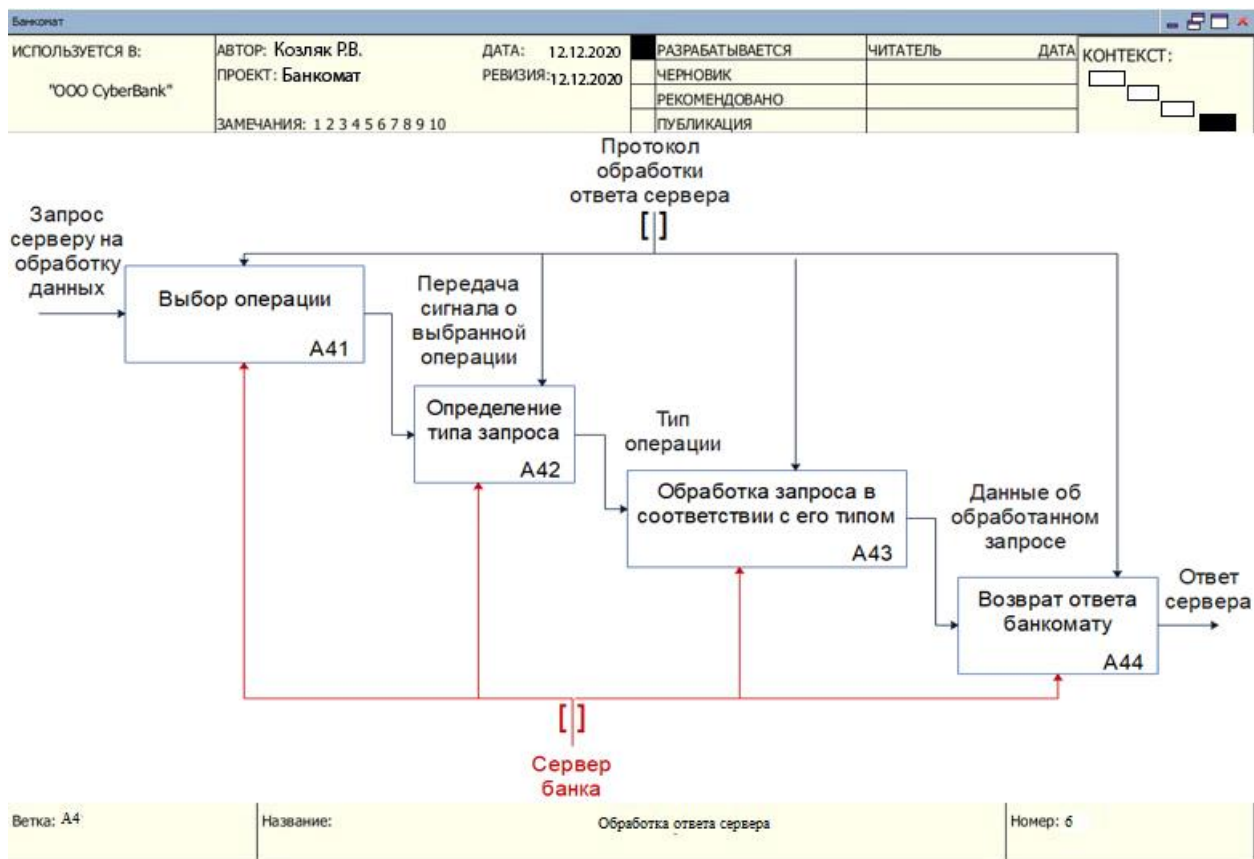 Банкомат
ИСПОЛЬЗУЕТСЯ В:
"ООО CyberBank"
АВТОР: Козляк Р.В.
ДАТА: 12.12.2020
ПРОЕКТ: Банкомат
РЕВИЗИЯ: 12.12.2020
ЗАМЕЧАНИЯ: 1 2 3 4 5 6 7 8 9 10
РАЗРАБАТЫВАЕТСЯ
ЧЕРНОВИК
РЕКОМЕНДОВАНО
ПУБЛИКАЦИЯ
ЧИТАТЕЛЬ
ДАТА
КОНТЕКСТ:
Протокол
обработки
ответа сервера
[ ]
Запрос
серверу на
обработку
данных
Выбор операции
A41
Передача
сигнала о
выбранной
операции
Определение
типа запроса
A42
Тип
операции
Обработка запроса в
соответствии с его типом
A43
Данные об
обработанном
запросе
Возврат ответа
банкомату
A44
Ответ
сервера
[ ]
Сервер
банка
Ветка: A4
Название:
Обработка ответа сервера
Номер: 6